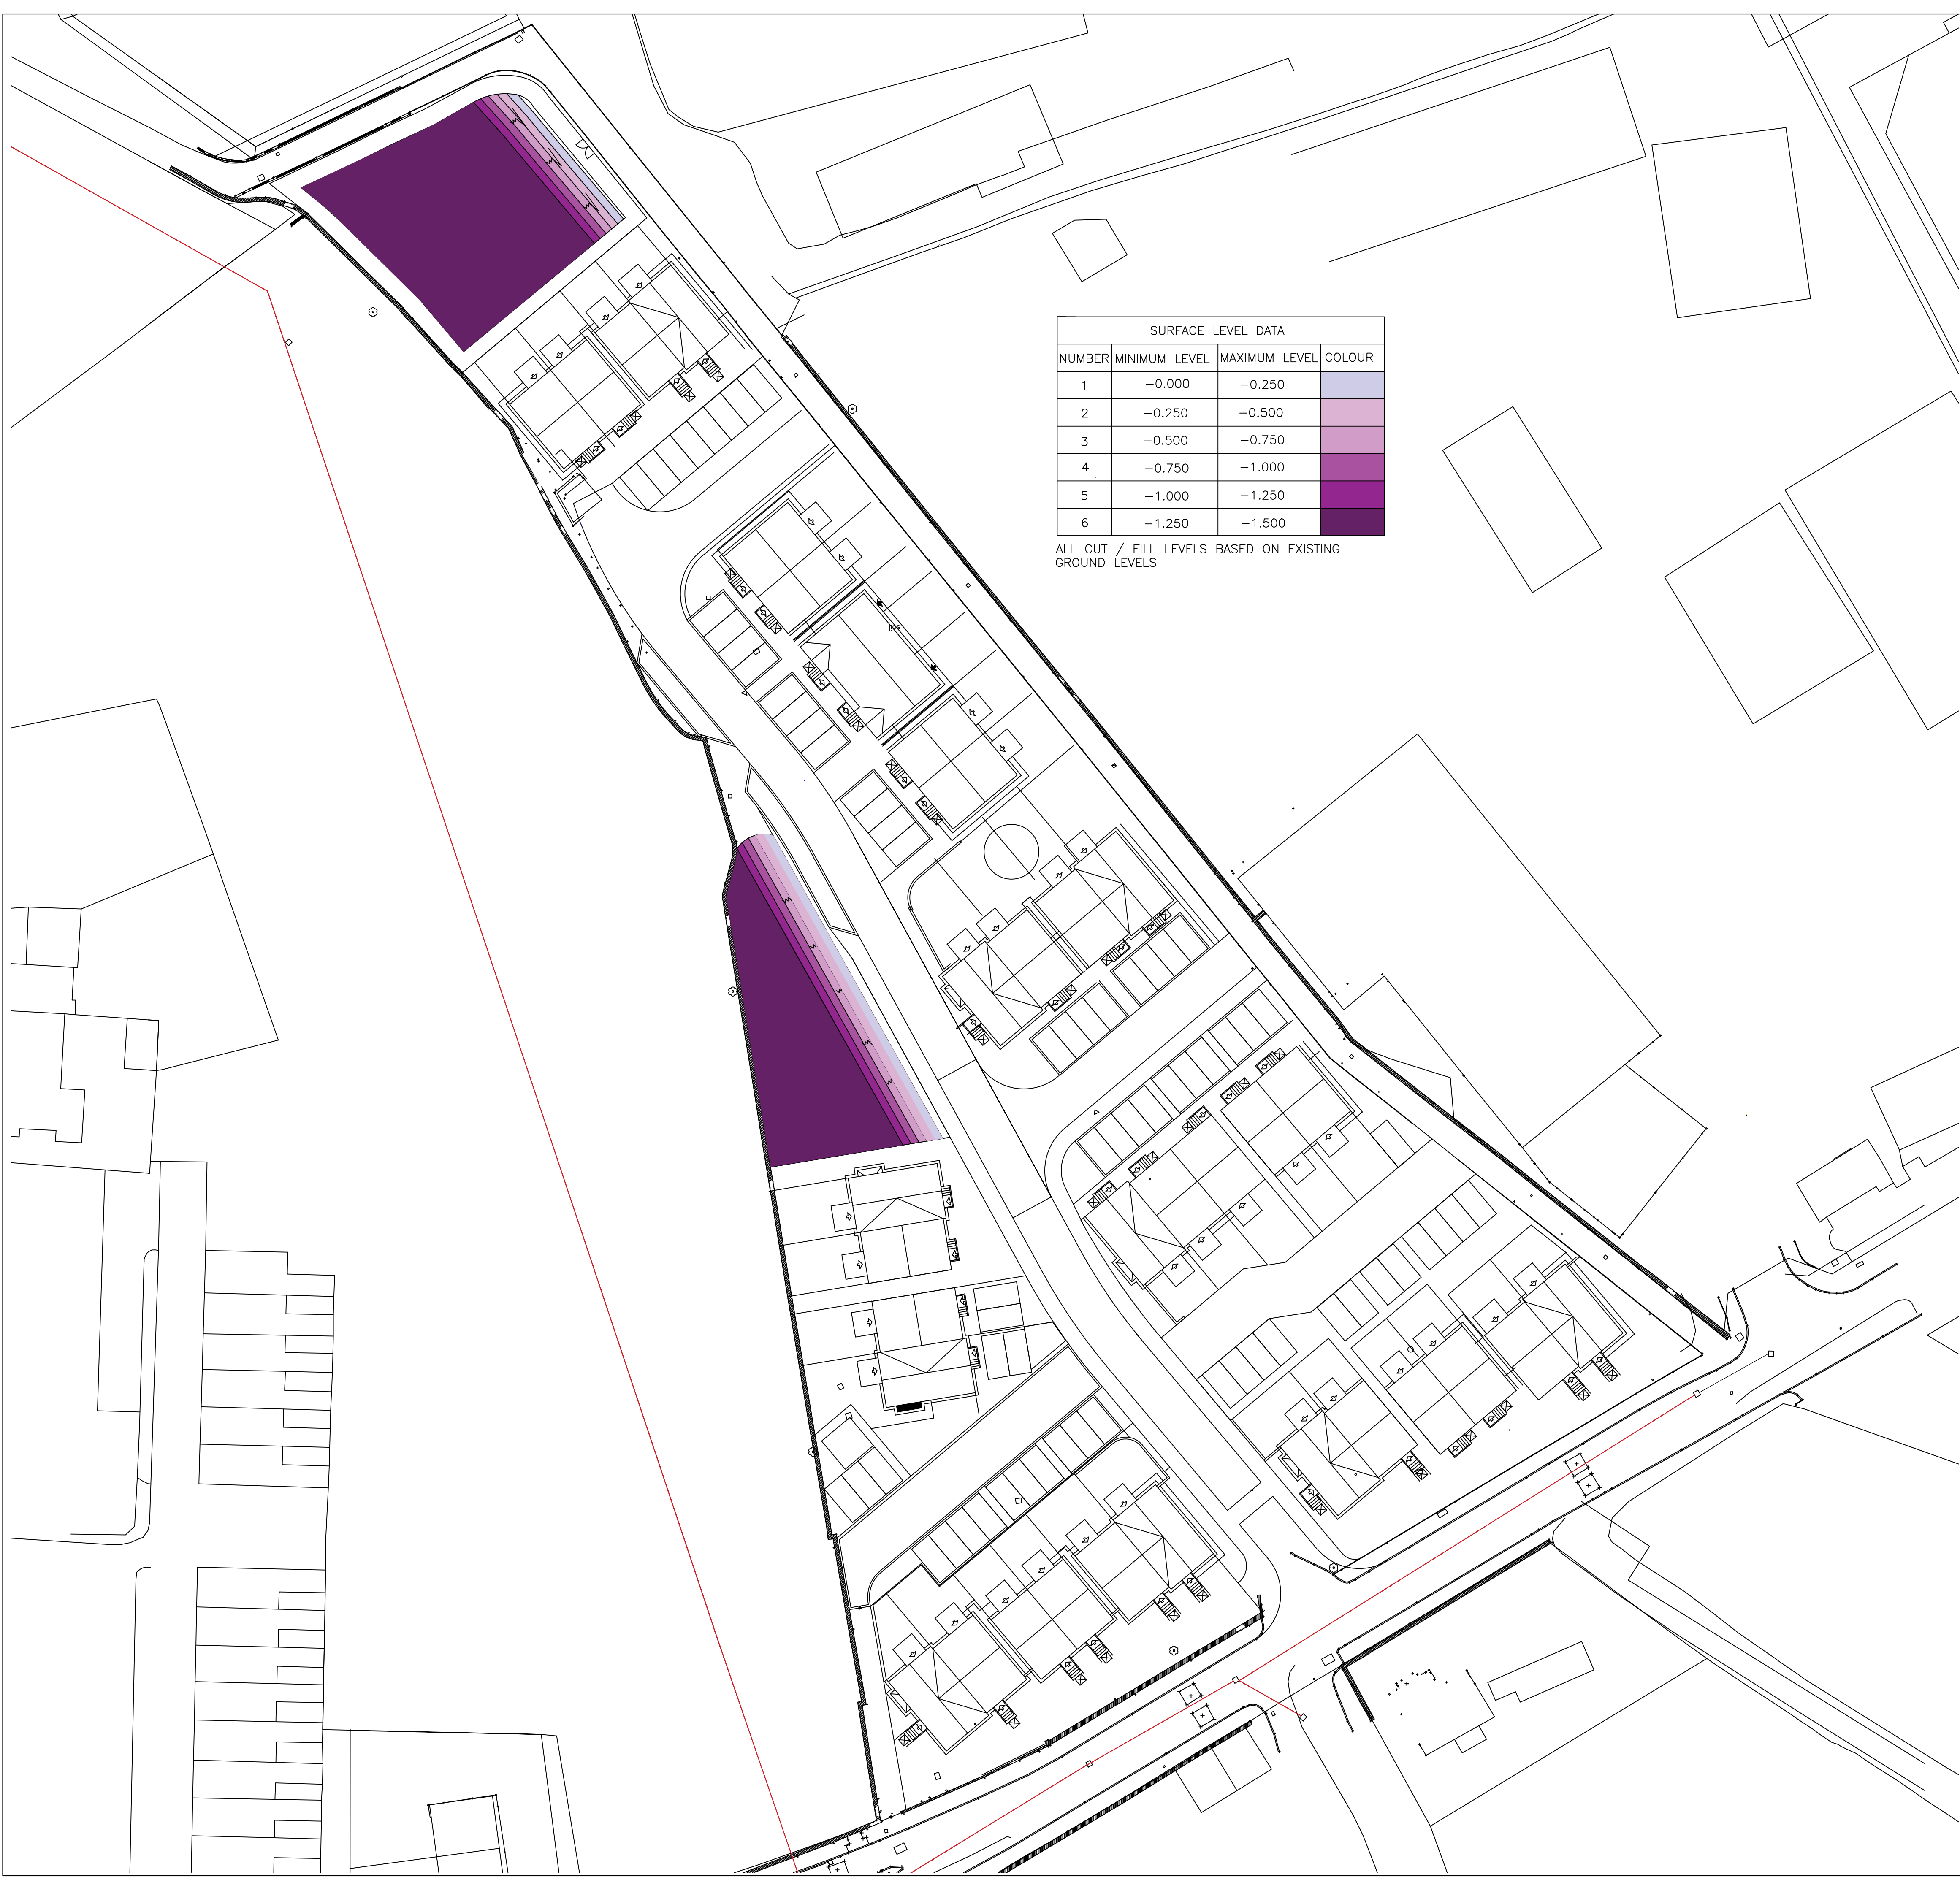 SURFACE LEVEL DATA
NUMBER MINIMUM LEVEL MAXIMUM LEVEL COLOUR
1 -0.000 -0.250
2 -0.250 -0.500
3 -0.500 -0.750
4 -0.750 -1.000
5 -1.000 -1.250
6 -1.250 -1.500
ALL CUT / FILL LEVELS BASED ON EXISTING
GROUND LEVELS